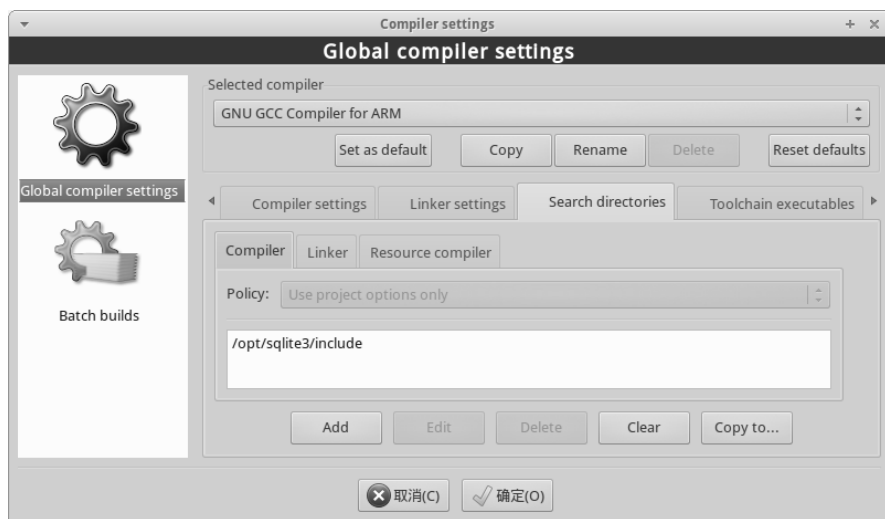 Compiler settings
Global compiler settings
Selected compiler
GNU GCC Compiler for ARM
Set as default Copy Rename Delete Reset defaults
Global compiler settings
Compiler settings Linker settings Search directories Toolchain executables
Compiler Linker Resource compiler
Policy: Use project options only
Batch builds
/opt/sqlite3/include
Add Edit Delete Clear Copy to...
取消(C) 确定(O)